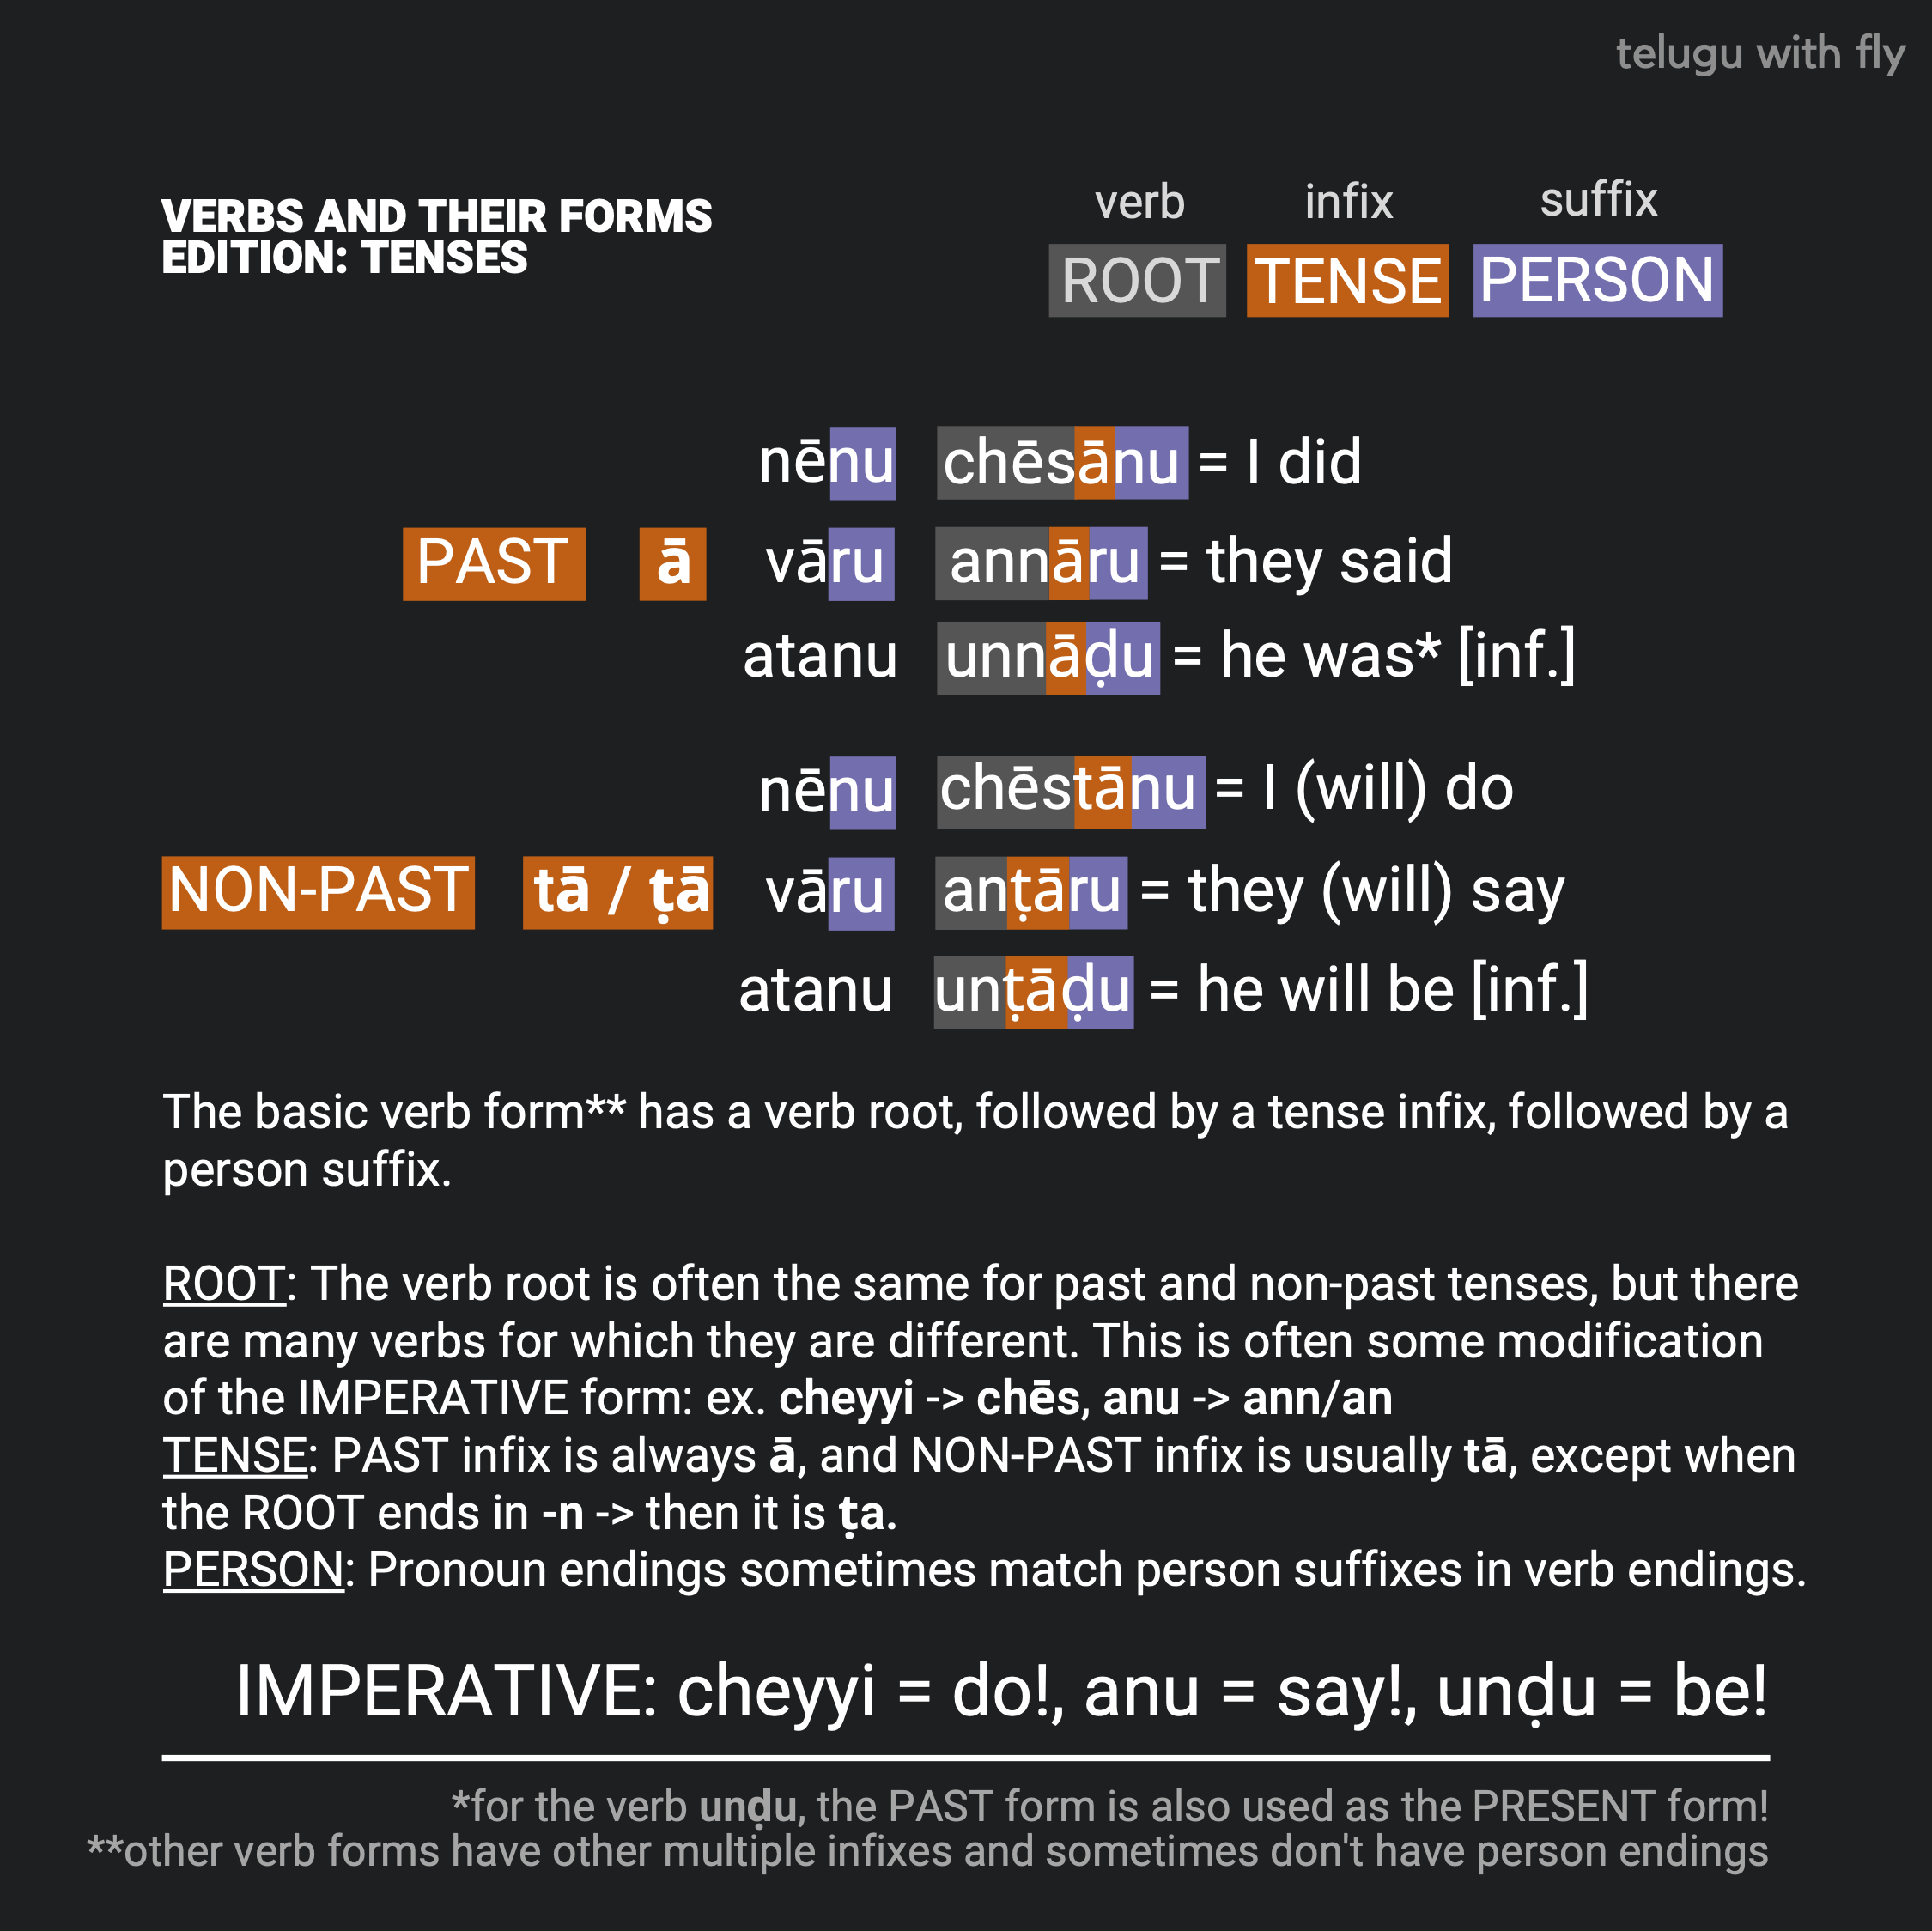 telugu with fly
VERBS AND THEIR FORMS
EDITION: TENSES
verb infix suffix
ROOT TENSE PERSON
nēnu chēsānu = I did
PAST ā vāru annāru = they said
atanu unnāḍu = he was* [inf.]
nēnu chēstānu = I (will) do
NON-PAST tā / ṭā vāru anṭāru = they (will) say
atanu unṭāḍu = he will be [inf.]
The basic verb form** has a verb root, followed by a tense infix, followed by a
person suffix.
ROOT: The verb root is often the same for past and non-past tenses, but there
are many verbs for which they are different. This is often some modification
of the IMPERATIVE form: ex. cheyyi -> chēs, anu -> ann/an
TENSE: PAST infix is always ā, and NON-PAST infix is usually tā, except when
the ROOT ends in -n -> then it is ṭa.
PERSON: Pronoun endings sometimes match person suffixes in verb endings.
IMPERATIVE: cheyyi = do!, anu = say!, unḍu = be!
*for the verb unḍu, the PAST form is also used as the PRESENT form!
**other verb forms have other multiple infixes and sometimes don't have person endings